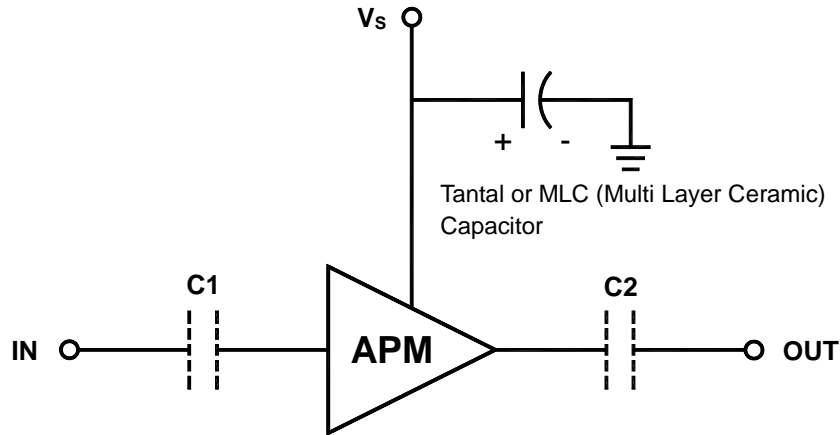 Vs
+ -
Tantal or MLC (Multi Layer Ceramic)
Capacitor
C1
C2
IN
APM
OUT